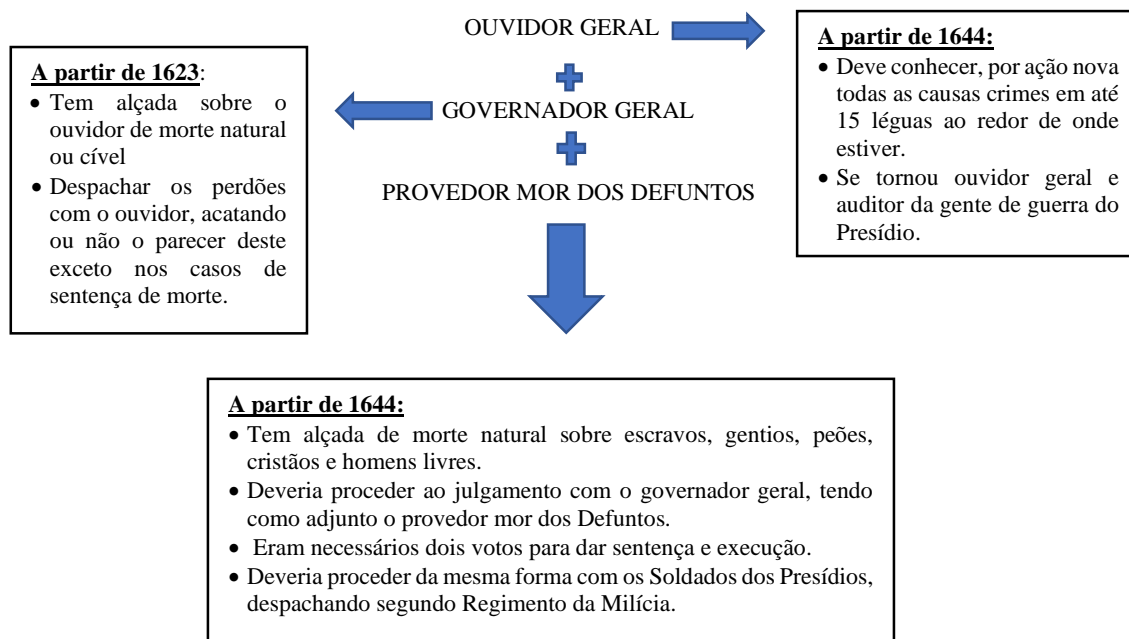 OUVIDOR GERAL
GOVERNADOR GERAL
PROVEDOR MOR DOS DEFUNTOS
A partir de 1623:
• Tem alçada sobre o
ouvidor de morte natural
ou cível
• Despachar os perdões
com o ouvidor, acatando
ou não o parecer deste
exceto nos casos de
sentença de morte.
A partir de 1644:
• Deve conhecer, por ação nova
todas as causas crimes em até
15 léguas ao redor de onde
estiver.
• Se tornou ouvidor geral e
auditor da gente de guerra do
Presídio.
A partir de 1644:
• Tem alçada de morte natural sobre escravos, gentios, peões,
cristãos e homens livres.
• Deveria proceder ao julgamento com o governador geral, tendo
como adjunto o provedor mor dos Defuntos.
• Eram necessários dois votos para dar sentença e execução.
• Deveria proceder da mesma forma com os Soldados dos Presídios,
despachando segundo Regimento da Milícia.